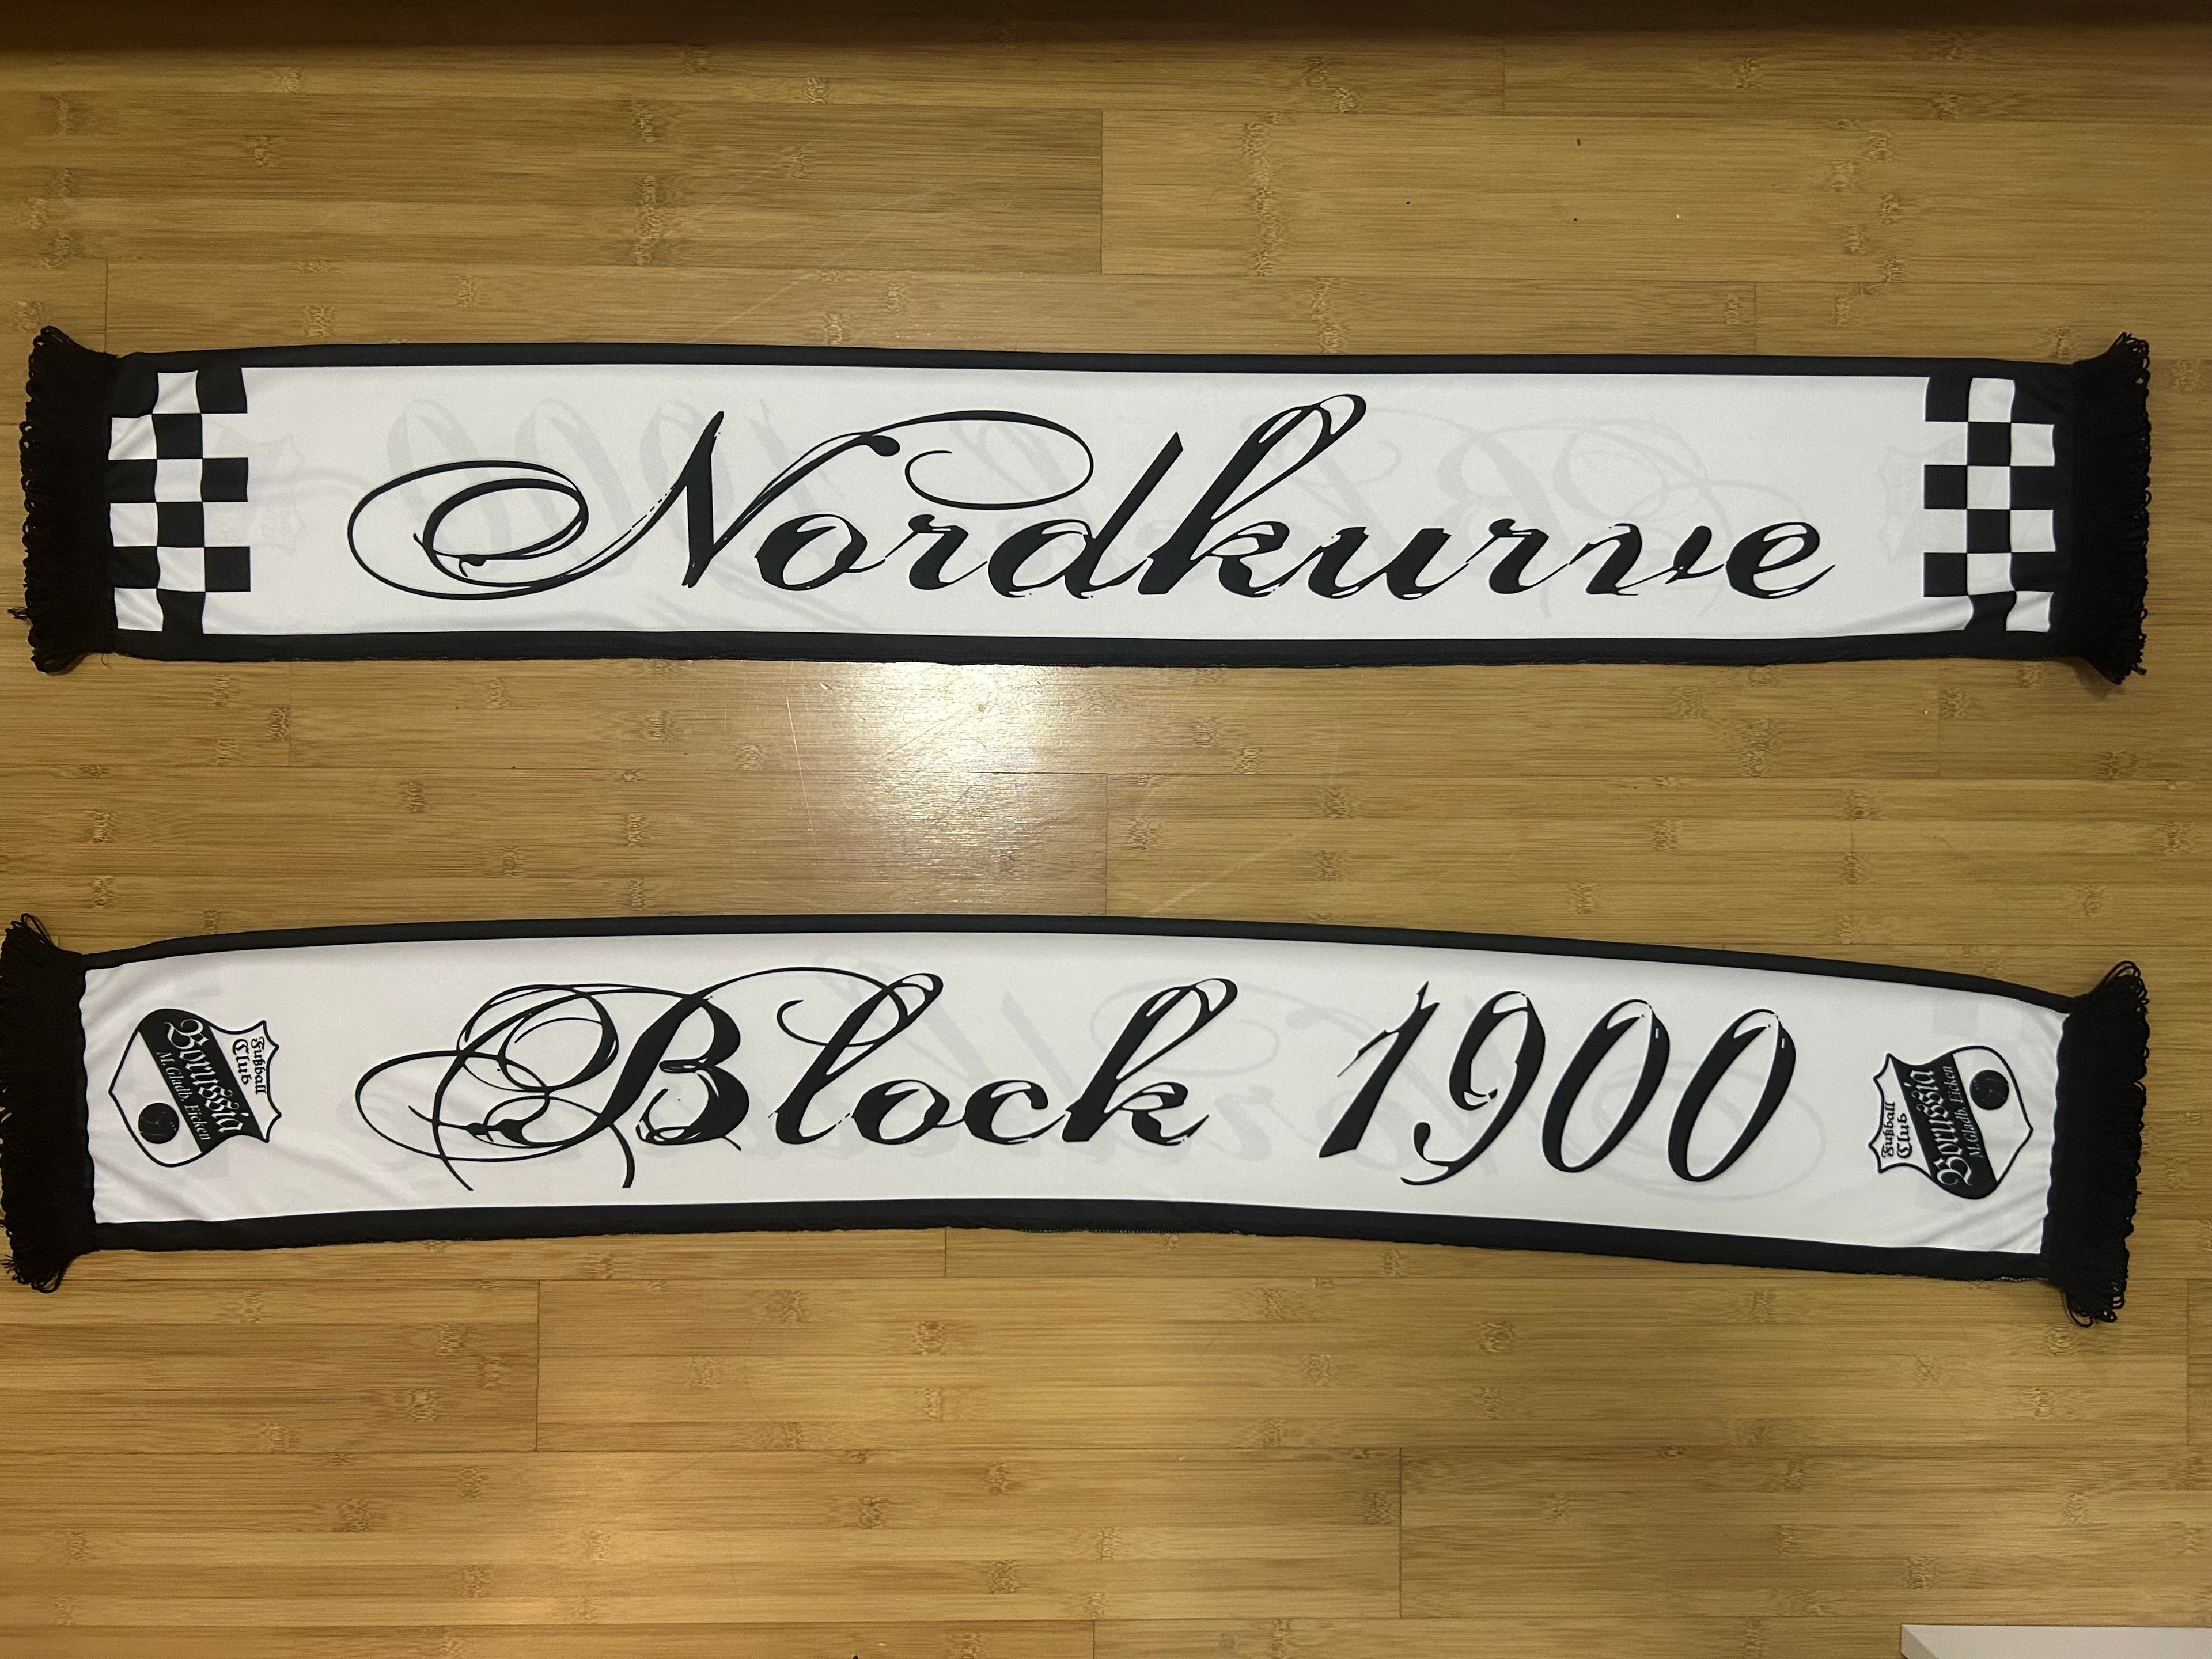 Nordkurve
Block 1900
Fußball
Club
Borussia
M. Gladb. Eicken
Fußball
Club
Borussia
M. Gladb. Eicken